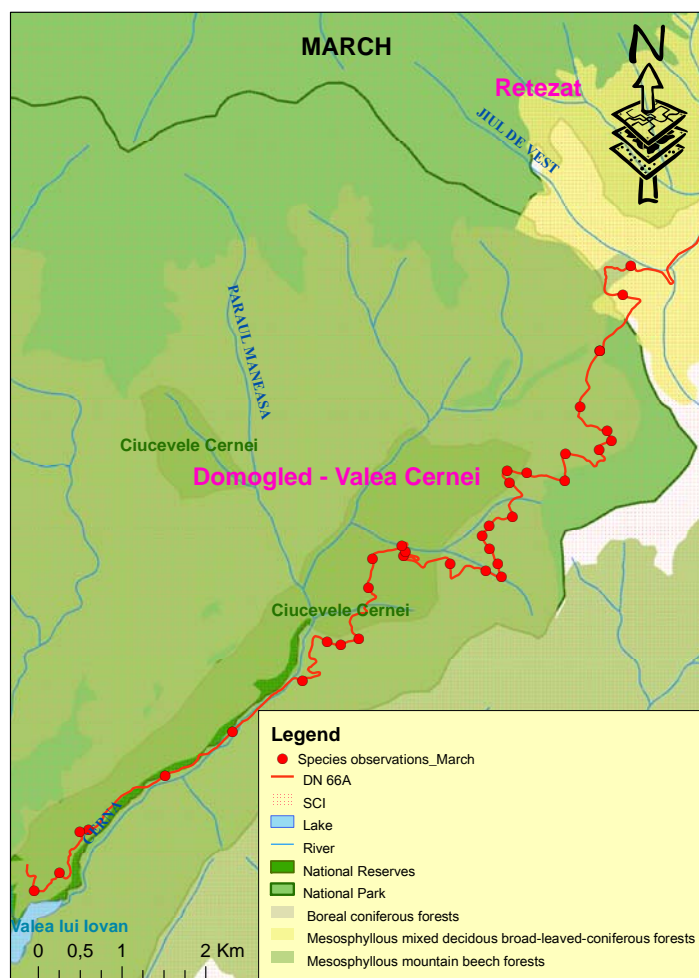 MARCH
N
Retezat
JIUL DE VEST
PARAUL MANEASA
Ciucevele Cernei
Domogled - Valea Cernei
Ciucevele Cernei
CERNA
Valea lui Iovan
0 0,5 1 2 Km
Legend
Species observations_March
DN 66A
SCI
Lake
River
National Reserves
National Park
Boreal coniferous forests
Mesosphyllous mixed decidous broad-leaved-coniferous forests
Mesosphyllous mountain beech forests